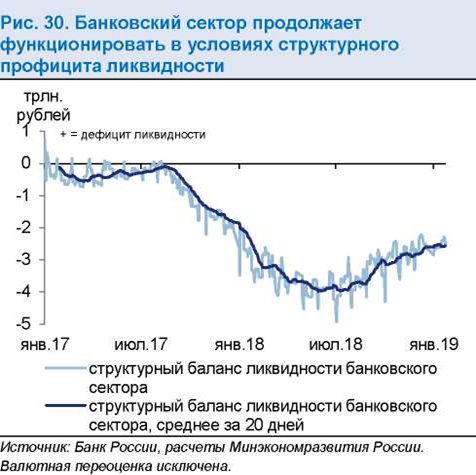 Рис. 30. Банковский сектор продолжает
функционировать в условиях структурного
профицита ликвидности
трлн.
рублей
+ = дефицит ликвидности
1
0
-1
-2
-3
-4
-5
янв.17 июл.17 янв.18 июл.18 янв.19
структурный баланс ликвидности банковского
сектора
структурный баланс ликвидности банковского
сектора, среднее за 20 дней
Источник: Банк России, расчеты Минэкономразвития России.
Валютная переоценка исключена.